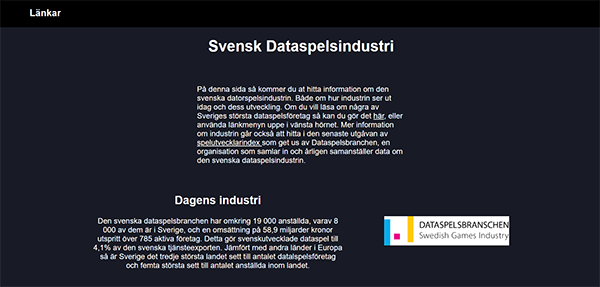 Länkar
Svensk Dataspelsindustri
På denna sida så kommer du at hitta information om den
svenska datorspelsindustrin. Både om hur industrin ser ut
idag och dess utveckling. Om du vill läsa om några av
Sveriges största dataspelsföretag så kan du gör det här, eller
använda länkmenyn uppe i vänsta hörnet. Mer information
om industrin går också att hitta i den senaste utgåvan av
spelutvecklarindex som get us av Dataspelsbranchen, en
organisation som samlar in och årligen samanställer data om
den svenska dataspelsindustrin.
Dagens industri
Den svenska dataspelsbranchen har omkring 19 000 anställda, varav 8
000 av dem är i Sverige, och en omsättning på 58,9 miljarder kronor
utspritt över 785 aktiva företag. Detta gör svenskutvecklade dataspel till
4,1% av den svenska tjänsteexporten. Jämfört med andra länder i Europa
så är Sverige det tredje största landet sett till antalet datalspelsföretag
och femta största sett till antalet anställda inom landet.
DATASPELSBRANSCHEN
Swedish Games Industry